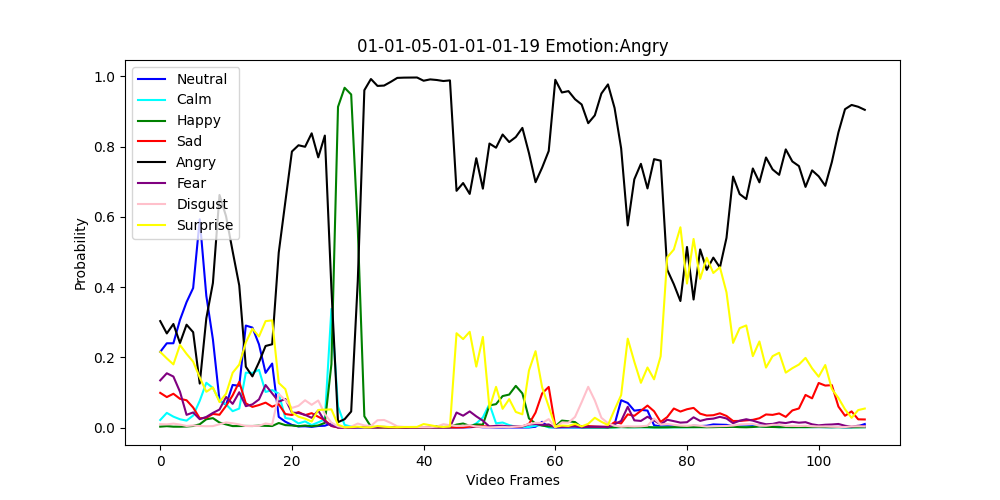 01-01-05-01-01-01-19 Emotion:Angry
Neutral
Calm
Happy
Sad
Angry
Fear
Disgust
Surprise
Probability
1.0
0.8
0.6
0.4
0.2
0.0
0 20 40 60 80 100
Video Frames